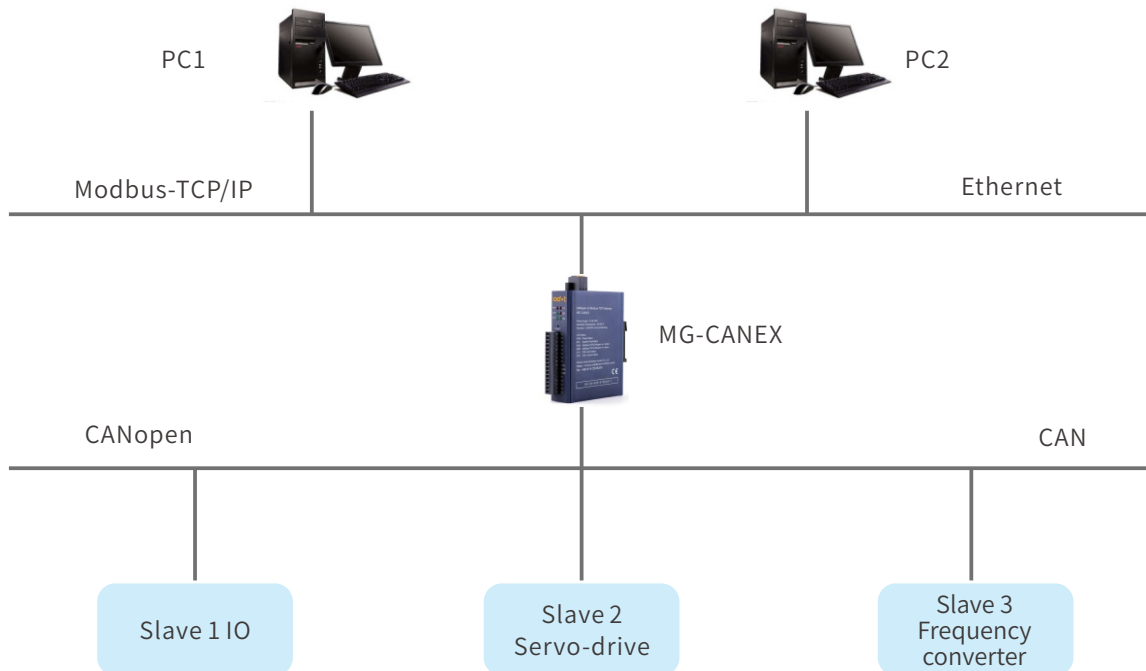 PC1
PC2
Modbus-TCP/IP
Ethernet
MG-CANEX
CANopen
CAN
Slave 1 IO
Slave 2
Servo-drive
Slave 3
Frequency
converter